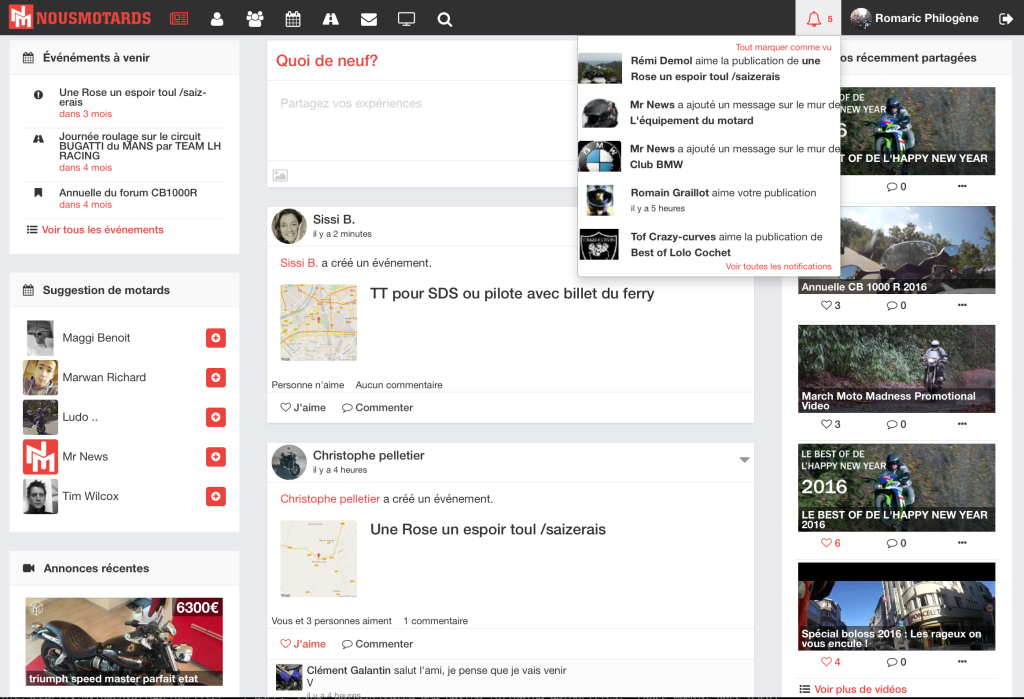 NOUSMOTARDS
5
Romaric Philogène
Événements à venir
Une Rose un espoir toul /saiz-
erais
dans 3 mois
Journée roulage sur le circuit
BUGATTI du MANS par TEAM LH
RACING
dans 4 mois
Annuelle du forum CB1000R
dans 4 mois
Voir tous les événements
Suggestion de motards
Maggi Benoit
Marwan Richard
Ludo ..
Mr News
Tim Wilcox
Annonces récentes
6300€
triumph speed master parfait etat
Quoi de neuf?
Partagez vos expériences
Sissi B.
il y a 2 minutes
Sissi B. a créé un événement.
TT pour SDS ou pilote avec billet du ferry
Personne n'aime Aucun commentaire
J'aime Commenter
Christophe pelletier
il y a 4 heures
Christophe pelletier a créé un événement.
Une Rose un espoir toul /saizerais
Vous et 3 personnes aiment 1 commentaire
J'aime Commenter
Clément Galantin salut l'ami, je pense que je vais venir
V
il y a 4 heures
Tout marquer comme vu
Rémi Demol aime la publication de une
Rose un espoir toul /saizerais
Mr News a ajouté un message sur le mur de
L'équipement du motard
Mr News a ajouté un message sur le mur de
Club BMW
Romain Graillot aime votre publication
il y a 5 heures
Tof Crazy-curves aime la publication de
Best of Lolo Cochet
Voir toutes les notifications
os récemment partagées
OF DE
NEW YEAR
6
T OF DE L'HAPPY NEW YEAR
0
Annuelle CB 1000 R 2016
3 0
March Moto Madness Promotional
Video
3 0
LE BEST OF DE
L'HAPPY NEW YEAR
2016
LE BEST OF DE L'HAPPY NEW YEAR
2016
6 0
Spécial boloss 2016 : Les rageux on
vous encule !
4 0
Voir plus de vidéos